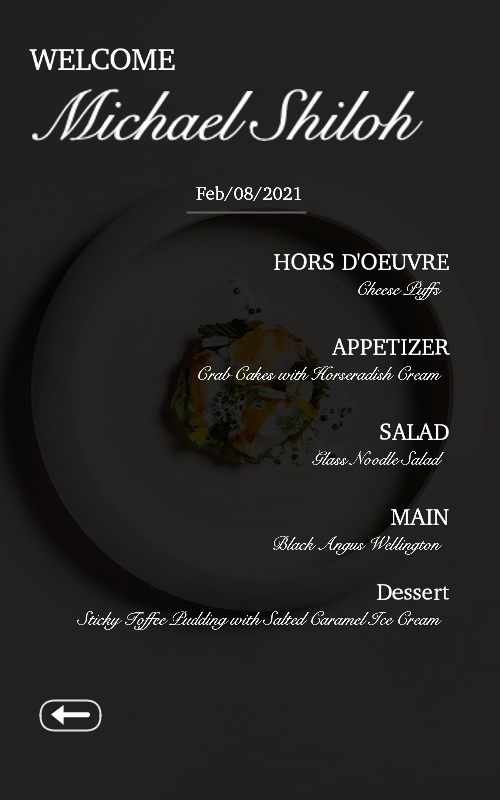 WELCOME
Michael Shiloh
Feb/08/2021
HORS D'OEUVRE
Cheese Puffs
APPETIZER
Crab Cakes with Horseradish Cream
SALAD
Glass Noodle Salad
MAIN
Black Angus Wellington
Dessert
Sticky Toffee Pudding with Salted Caramel Ice Cream